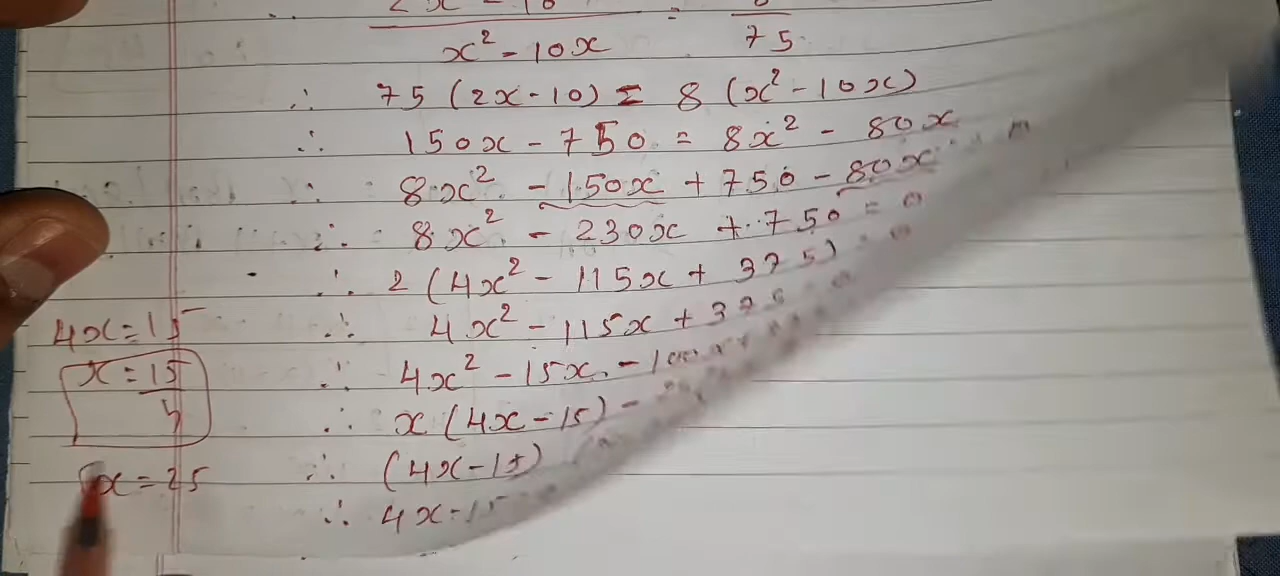 x² - 10x 75
∴ 75 (2x - 10) = 8 (x² - 10x)
∴ 150x - 750 = 8x² - 80x
∴ 8x² - 150x + 750 - 80x
∴ 8x² - 230x + 750 = 0
∴ 2 (4x² - 115x + 375)
∴ 4x² - 115x +
∴ 4x² - 15x - 100x
∴ x (4x - 15) -
∴ (4x - 15)
∴ 4x - 15
4x = 15
x = 15/4
x = 25